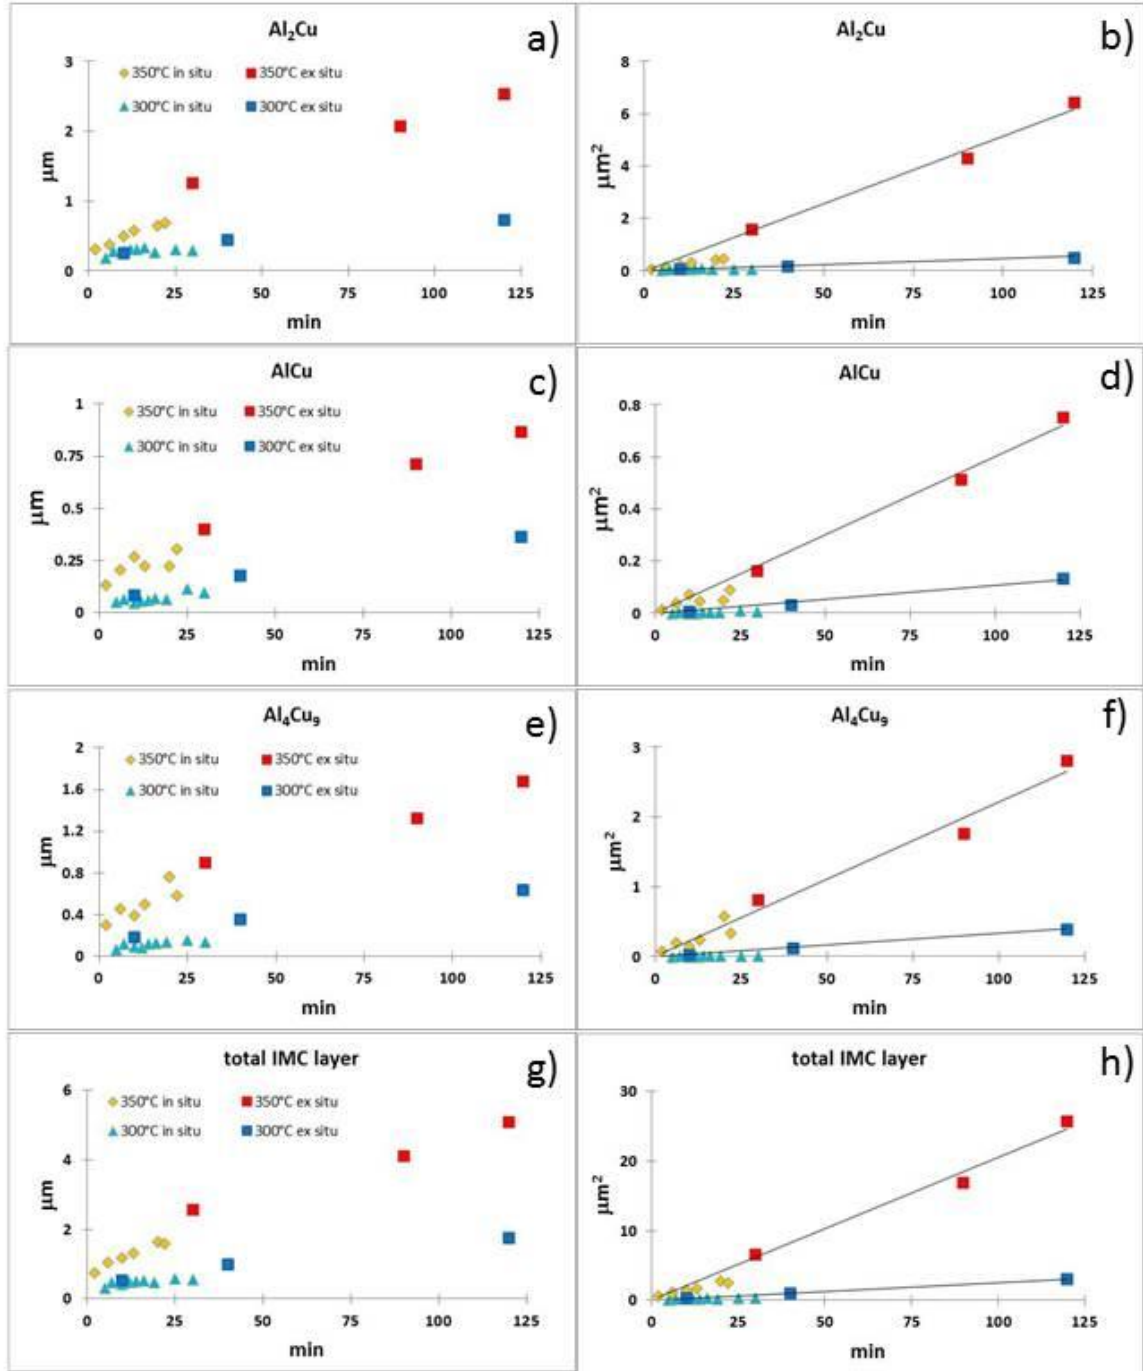 Al₂Cu
a)
3
2
1
0
μm
350°C in situ
350°C ex situ
300°C in situ
300°C ex situ
0 25 50 75 100 125
min
Al₂Cu
b)
8
6
4
2
0
μm²
0 25 50 75 100 125
min
AlCu
c)
1
0.75
0.5
0.25
0
μm
350°C in situ
350°C ex situ
300°C in situ
300°C ex situ
0 25 50 75 100 125
min
AlCu
d)
0.8
0.6
0.4
0.2
0
μm²
0 25 50 75 100 125
min
Al₄Cu₉
e)
2
1.6
1.2
0.8
0.4
0
μm
350°C in situ
350°C ex situ
300°C in situ
300°C ex situ
0 25 50 75 100 125
min
Al₄Cu₉
f)
3
2
1
0
μm²
0 25 50 75 100 125
min
total IMC layer
g)
6
4
2
0
μm
350°C in situ
350°C ex situ
300°C in situ
300°C ex situ
0 25 50 75 100 125
min
total IMC layer
h)
30
20
10
0
μm²
0 25 50 75 100 125
min